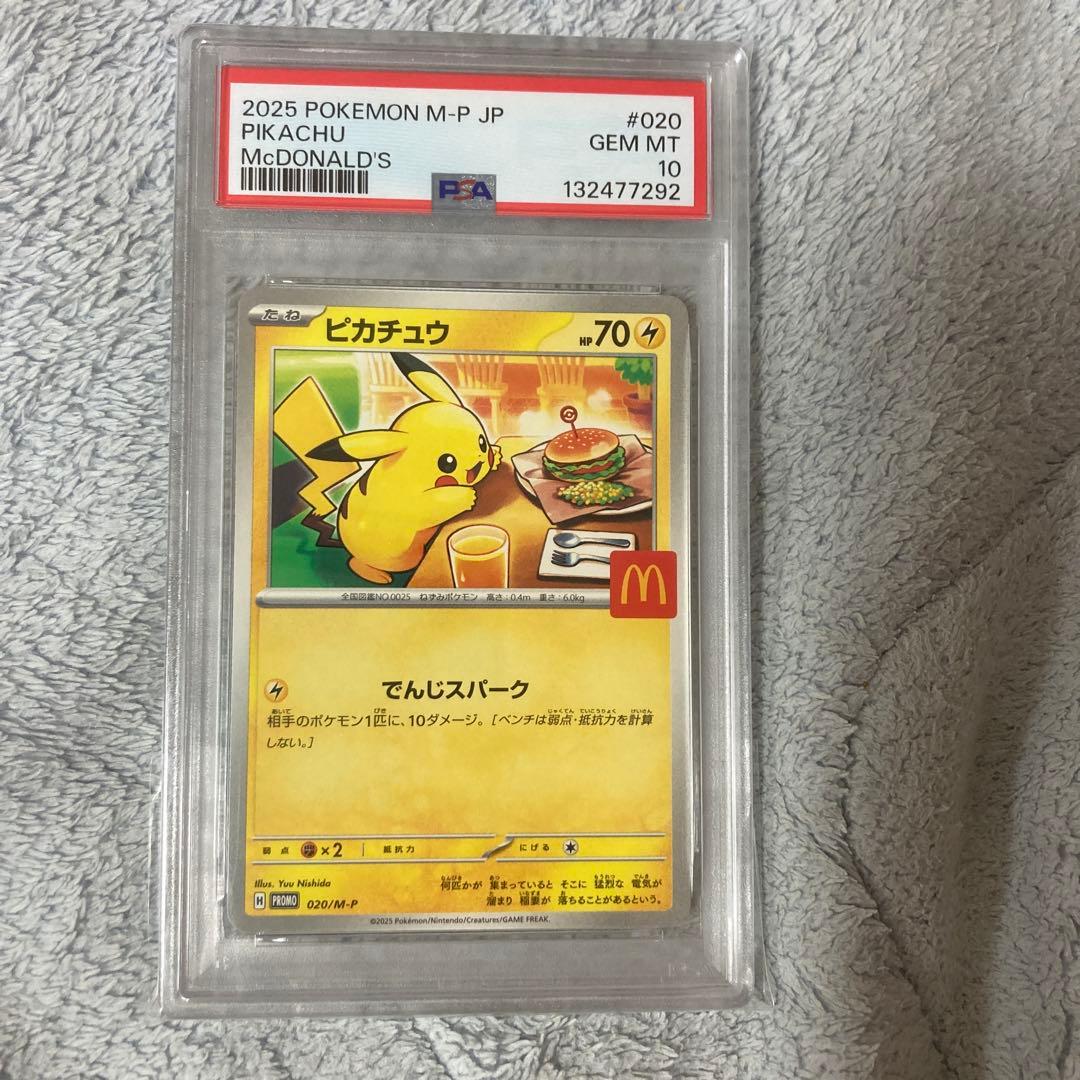 2025 POKEMON M-P JP #020
PIKACHU GEM MT
McDONALD'S 10
PSA 132477292
たね ピカチュウ HP70
全国図鑑NO.0025 ねずみポケモン 高さ:0.4m 重さ:6.0kg
M
でんじスパーク
相手のポケモン1匹に、10ダメージ。[ベンチは弱点・抵抗力を計算
しない。]
弱点 ×2 抵抗力 にげる
Illus. Yuu Nishida
何匹かが 集まっていると そこに 猛烈な 電気が
溜まり 稲妻が 落ちることがあるという。
H PROMO 020/M-P
©2025 Pokémon/Nintendo/Creatures/GAME FREAK.